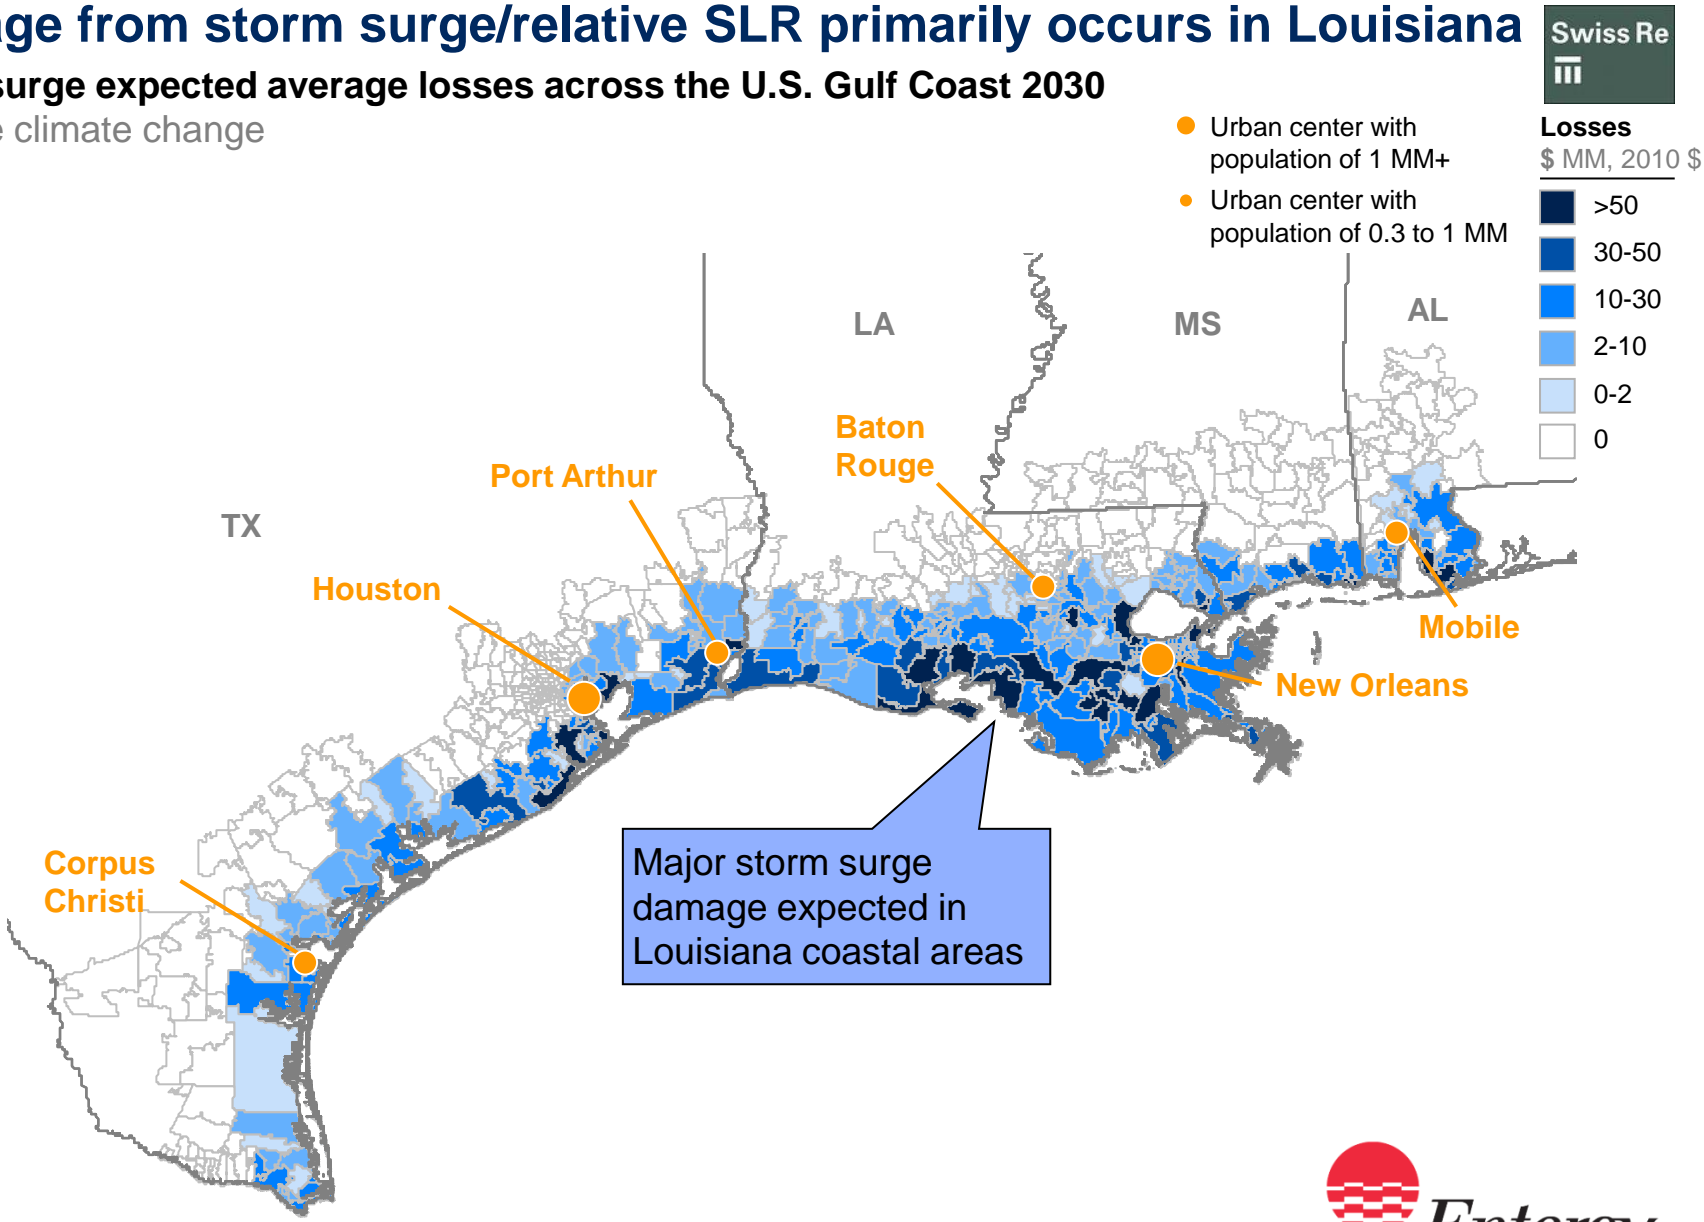 age from storm surge/relative SLR primarily occurs in Louisiana
Swiss Re
surge expected average losses across the U.S. Gulf Coast 2030
e climate change
Urban center with
population of 1 MM+
Urban center with
population of 0.3 to 1 MM
Losses
$ MM, 2010 $
>50
30-50
10-30
2-10
0-2
0
LA
MS
AL
TX
Baton
Rouge
Port Arthur
Houston
Mobile
New Orleans
Corpus
Christi
Major storm surge
damage expected in
Louisiana coastal areas
Entergy